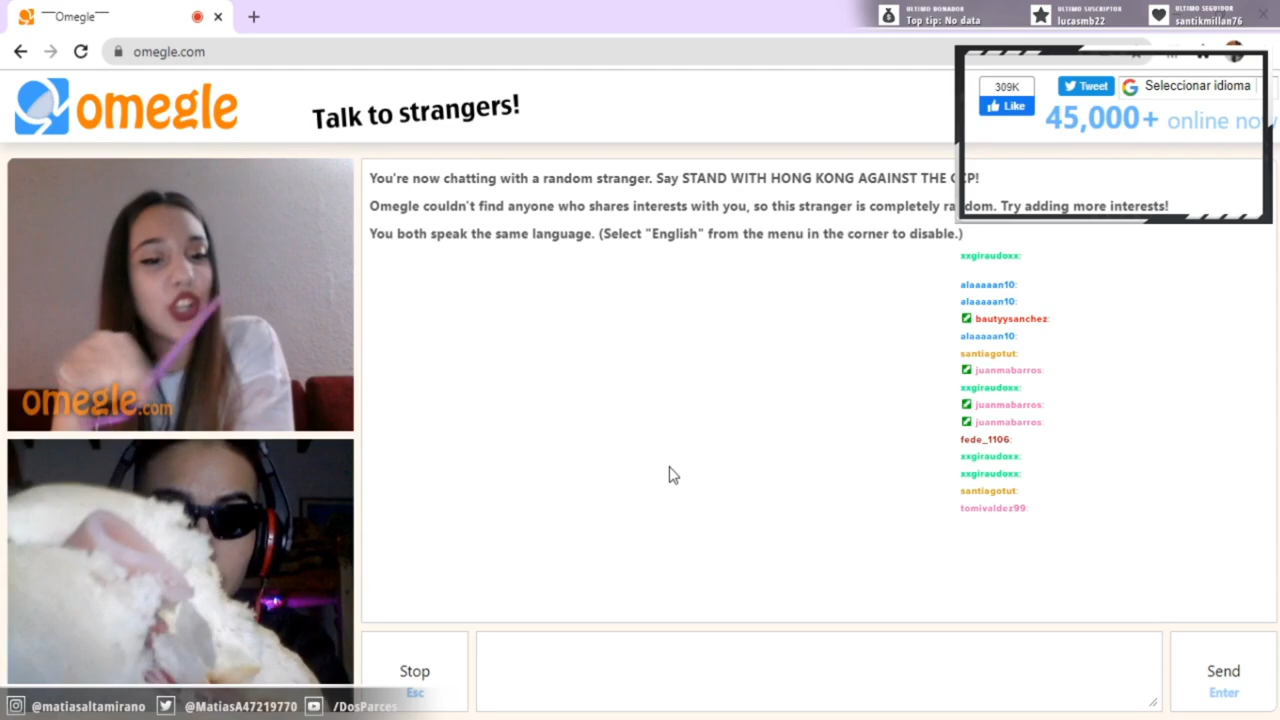 Omegle
ULTIMO DONADOR
Top tip: No data
ULTIMO SUSCRIPTOR
lucasmb22
ULTIMO SEGUIDOR
santikmillan76
omegle.com
omegle
Talk to strangers!
309K
Like
Tweet
Seleccionar idioma
45,000+ online now
You're now chatting with a random stranger. Say STAND WITH HONG KONG AGAINST THE CCP!
Omegle couldn't find anyone who shares interests with you, so this stranger is completely random. Try adding more interests!
You both speak the same language. (Select "English" from the menu in the corner to disable.)
xxgiraudoxx:
alaaaaan10:
alaaaaan10:
bautyysanchez:
alaaaaan10:
santiagotut:
juanmabarros:
xxgiraudoxx:
juanmabarros:
juanmabarros:
fede_1106:
xxgiraudoxx:
xxgiraudoxx:
santiagotut:
tomivaldez99:
omegle.com
Stop
Esc
Send
Enter
@matiasaltamirano
@MatiasA47219770
/DosParces